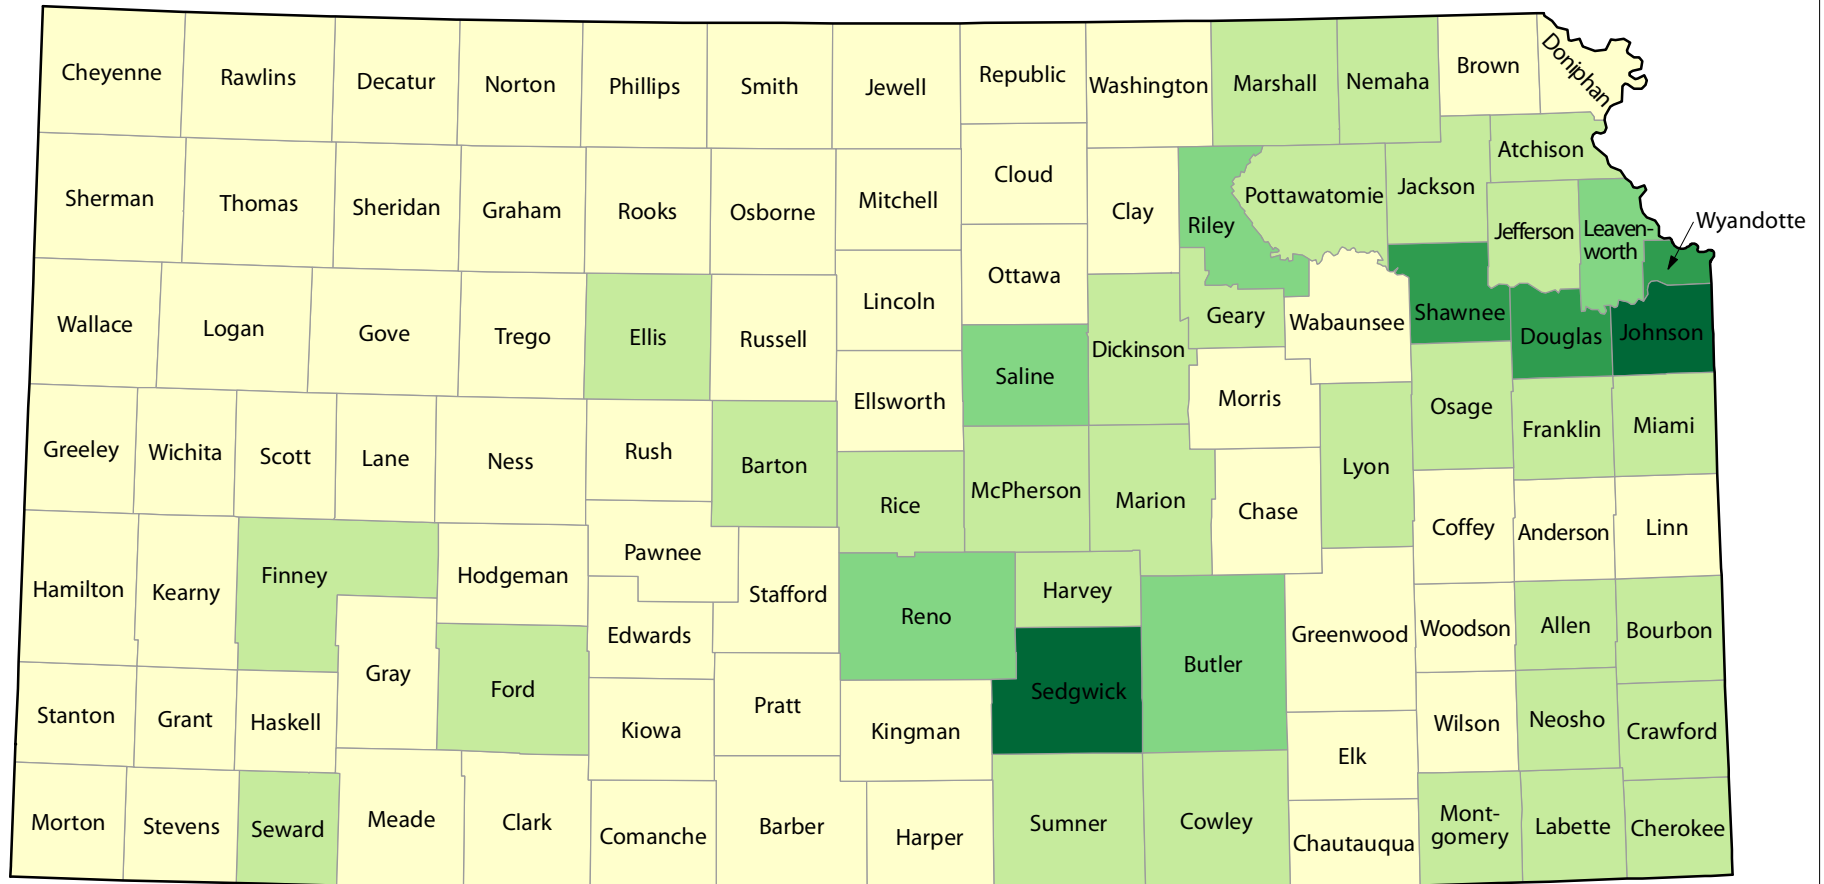 Cheyenne
Rawlins
Decatur
Norton
Phillips
Smith
Jewell
Republic
Washington
Marshall
Nemaha
Brown
Doniphan
Sherman
Thomas
Sheridan
Graham
Rooks
Osborne
Mitchell
Cloud
Clay
Riley
Pottawatomie
Jackson
Atchison
Jefferson
Leaven-
worth
Wyandotte
Wallace
Logan
Gove
Trego
Ellis
Russell
Lincoln
Ottawa
Saline
Dickinson
Geary
Wabaunsee
Shawnee
Douglas
Johnson
Greeley
Wichita
Scott
Lane
Ness
Rush
Barton
Ellsworth
Rice
McPherson
Marion
Morris
Chase
Lyon
Osage
Franklin
Miami
Hamilton
Kearny
Finney
Hodgeman
Pawnee
Stafford
Edwards
Reno
Harvey
Butler
Greenwood
Coffey
Anderson
Linn
Woodson
Allen
Bourbon
Stanton
Grant
Haskell
Gray
Ford
Kiowa
Pratt
Kingman
Sedgwick
Elk
Wilson
Neosho
Crawford
Morton
Stevens
Seward
Meade
Clark
Comanche
Barber
Harper
Sumner
Cowley
Chautauqua
Mont-
gomery
Labette
Cherokee